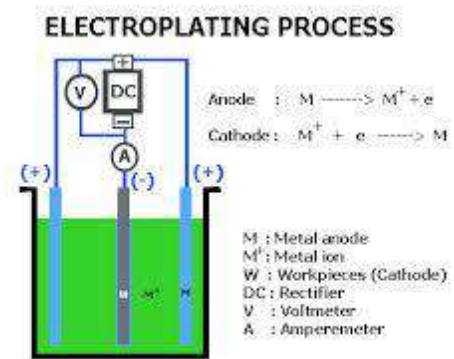 ELECTROPLATING PROCESS
+
V
DC
−
A
Anode : M -------> M⁺ + e
Cathode : M⁺ + e ------> M
(+)
(-)
(+)
M⁺
M
M : Metal anode
M⁺ : Metal ion
W : Workpieces (Cathode)
DC : Rectifier
V : Voltmeter
A : Amperemeter